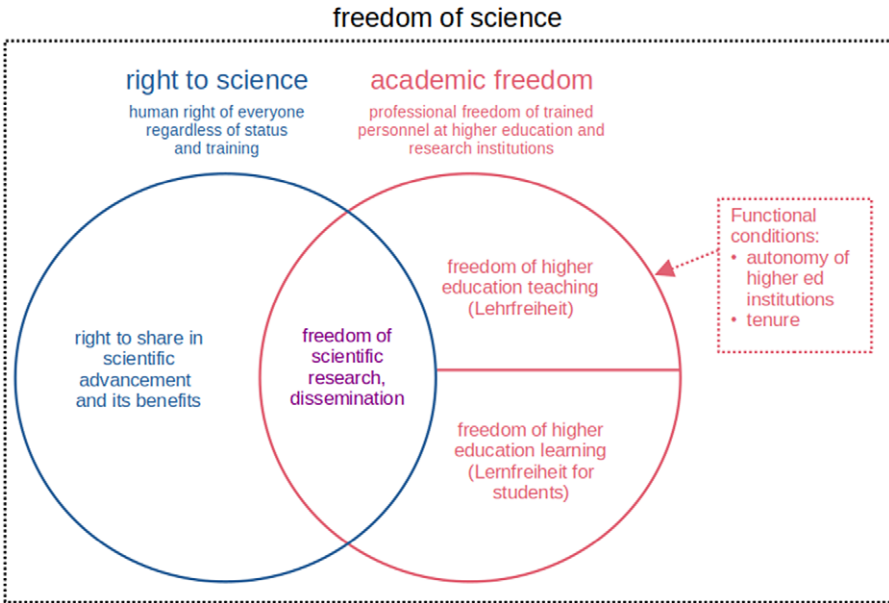 freedom of science
right to science
human right of everyone
regardless of status
and training
academic freedom
professional freedom of trained
personnel at higher education and
research institutions
right to share in
scientific
advancement
and its benefits
freedom of
scientific
research,
dissemination
freedom of higher
education teaching
(Lehrfreiheit)
freedom of higher
education learning
(Lernfreiheit for
students)
Functional
conditions:
• autonomy of
higher ed
institutions
• tenure